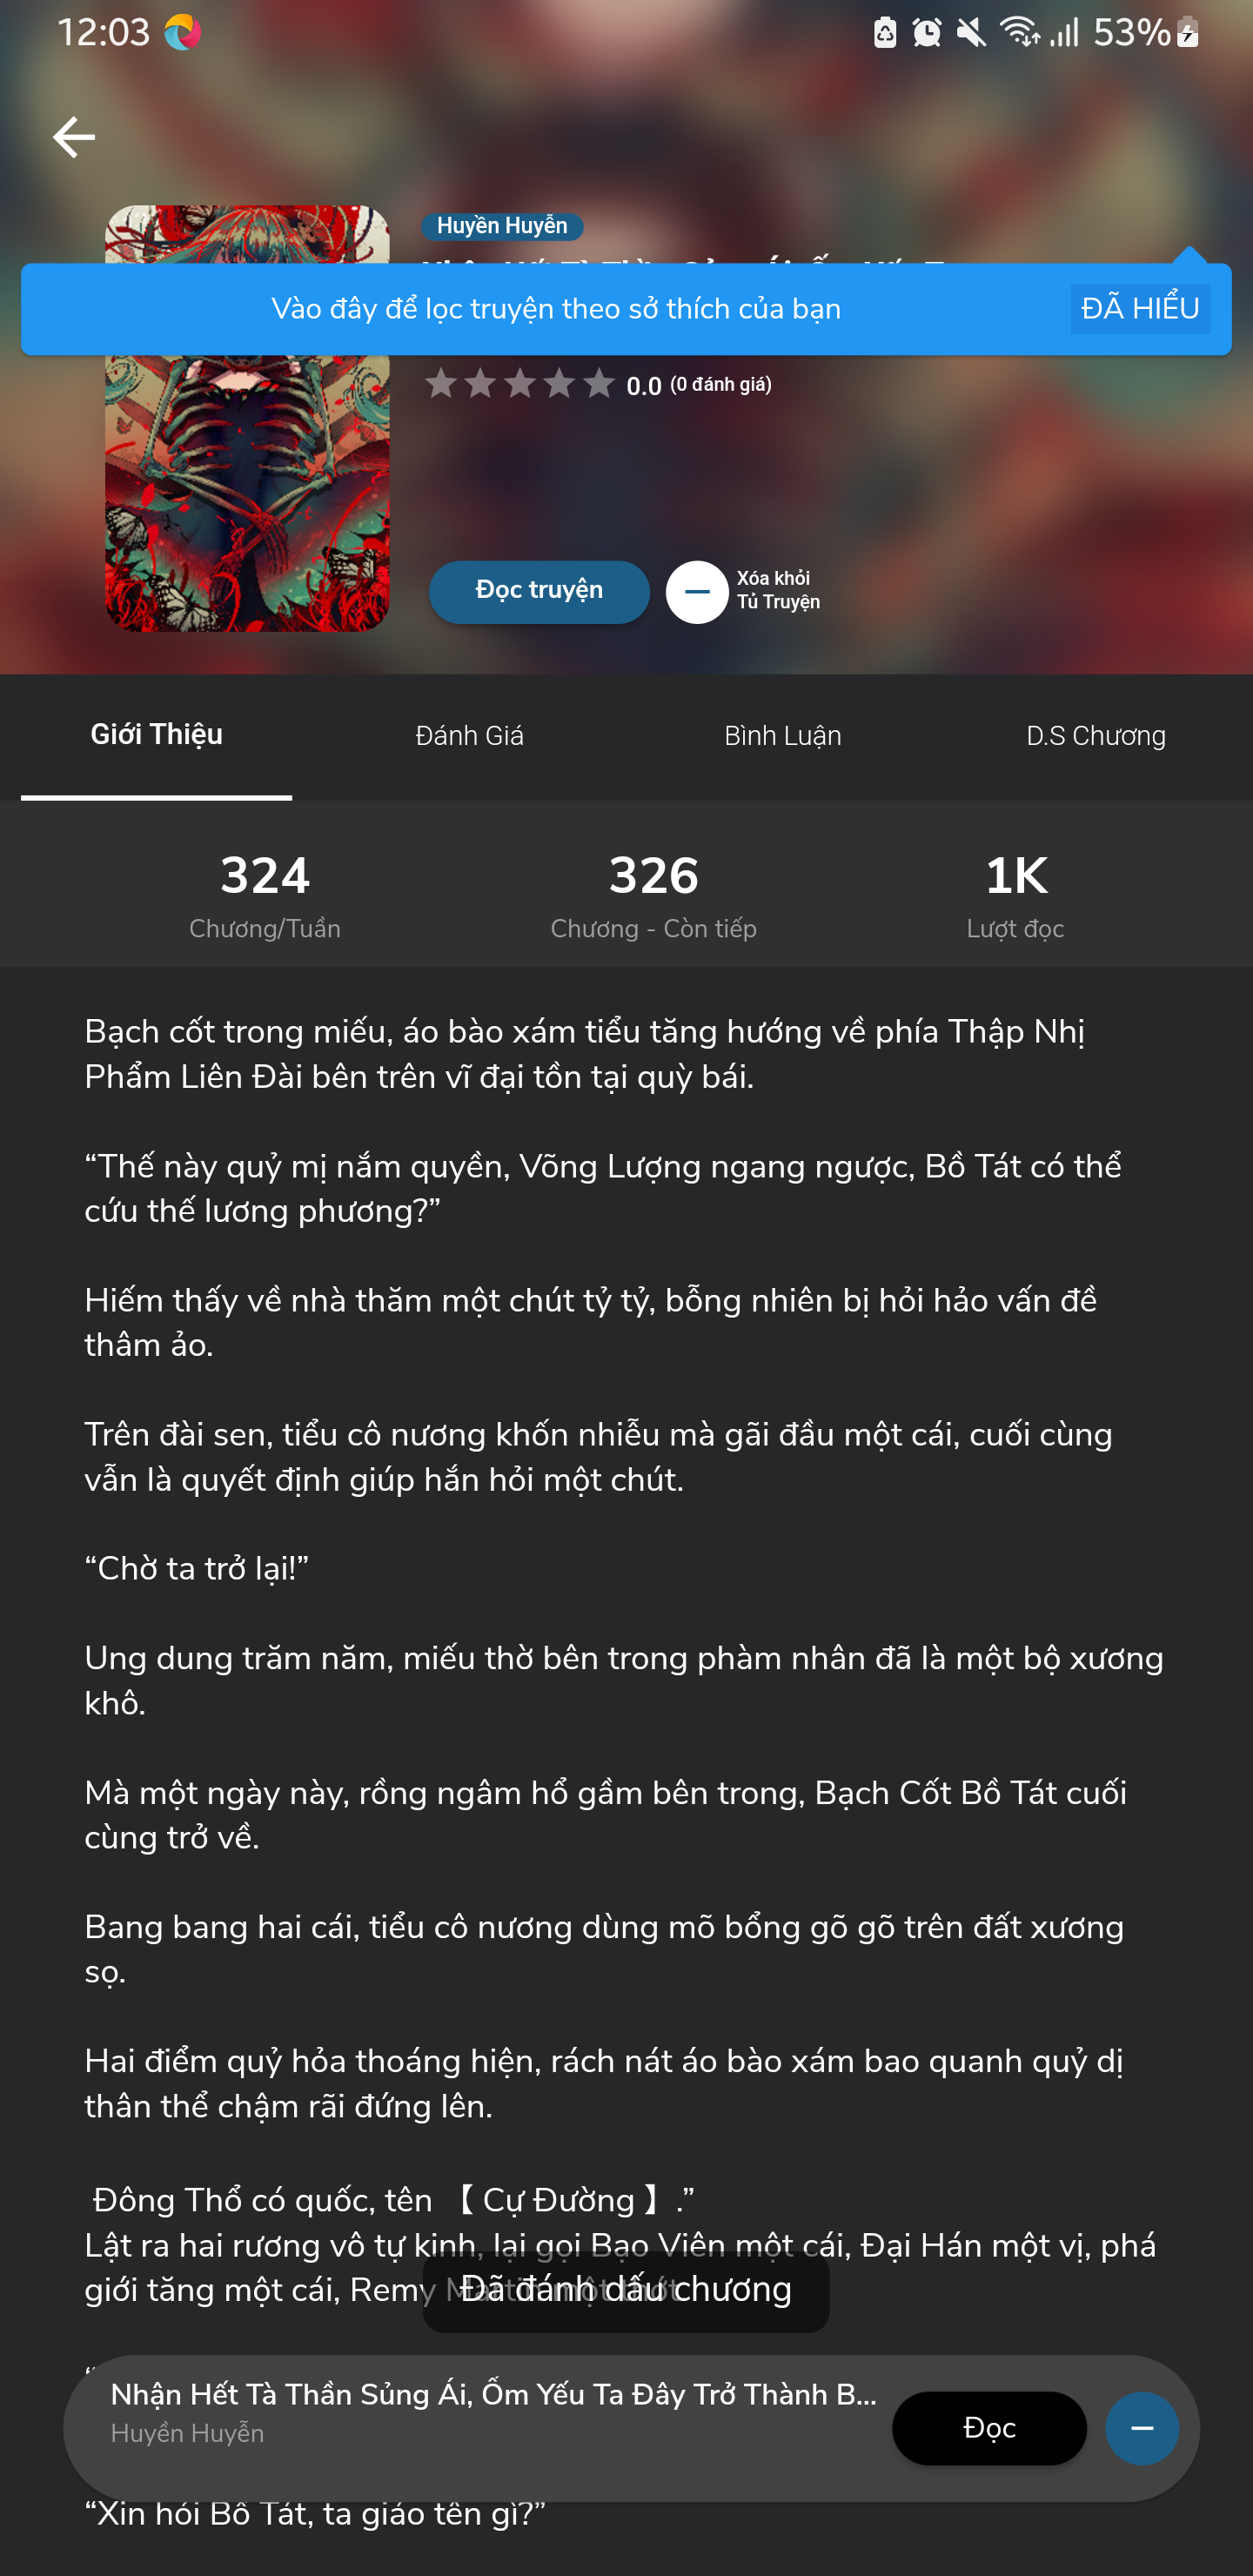 12:03
53%
Huyền Huyễn
Vào đây để lọc truyện theo sở thích của bạn
ĐÃ HIỂU
0.0 (0 đánh giá)
Đọc truyện
Xóa khỏi
Tủ Truyện
Giới Thiệu
Đánh Giá
Bình Luận
D.S Chương
324
326
1K
Chương/Tuần
Chương - Còn tiếp
Lượt đọc
Bạch cốt trong miếu, áo bào xám tiểu tăng hướng về phía Thập Nhị
Phẩm Liên Đài bên trên vĩ đại tồn tại quỳ bái.
“Thế này quỷ mị nắm quyền, Võng Lượng ngang ngược, Bồ Tát có thể
cứu thế lương phương?”
Hiếm thấy về nhà thăm một chút tỷ tỷ, bỗng nhiên bị hỏi hảo vấn đề
thâm ảo.
Trên đài sen, tiểu cô nương khốn nhiễu mà gãi đầu một cái, cuối cùng
vẫn là quyết định giúp hắn hỏi một chút.
“Chờ ta trở lại!”
Ung dung trăm năm, miếu thờ bên trong phàm nhân đã là một bộ xương
khô.
Mà một ngày này, rồng ngâm hổ gầm bên trong, Bạch Cốt Bồ Tát cuối
cùng trở về.
Bang bang hai cái, tiểu cô nương dùng mõ bổng gõ gõ trên đất xương
sọ.
Hai điểm quỷ hỏa thoáng hiện, rách nát áo bào xám bao quanh quỷ dị
thân thể chậm rãi đứng lên.
Đông Thổ có quốc, tên 【 Cự Đường 】.”
Lật ra hai rương vô tự kinh, lại gọi Bạo Viên một cái, Đại Hán một vị, phá
giới tăng một cái, Remy Martin một thớt
Đã đánh dấu chương
Nhận Hết Tà Thần Sủng Ái, Ốm Yếu Ta Đây Trở Thành B...
Huyền Huyễn
Đọc
“Xin hỏi Bồ Tát, ta giáo tên gì?”